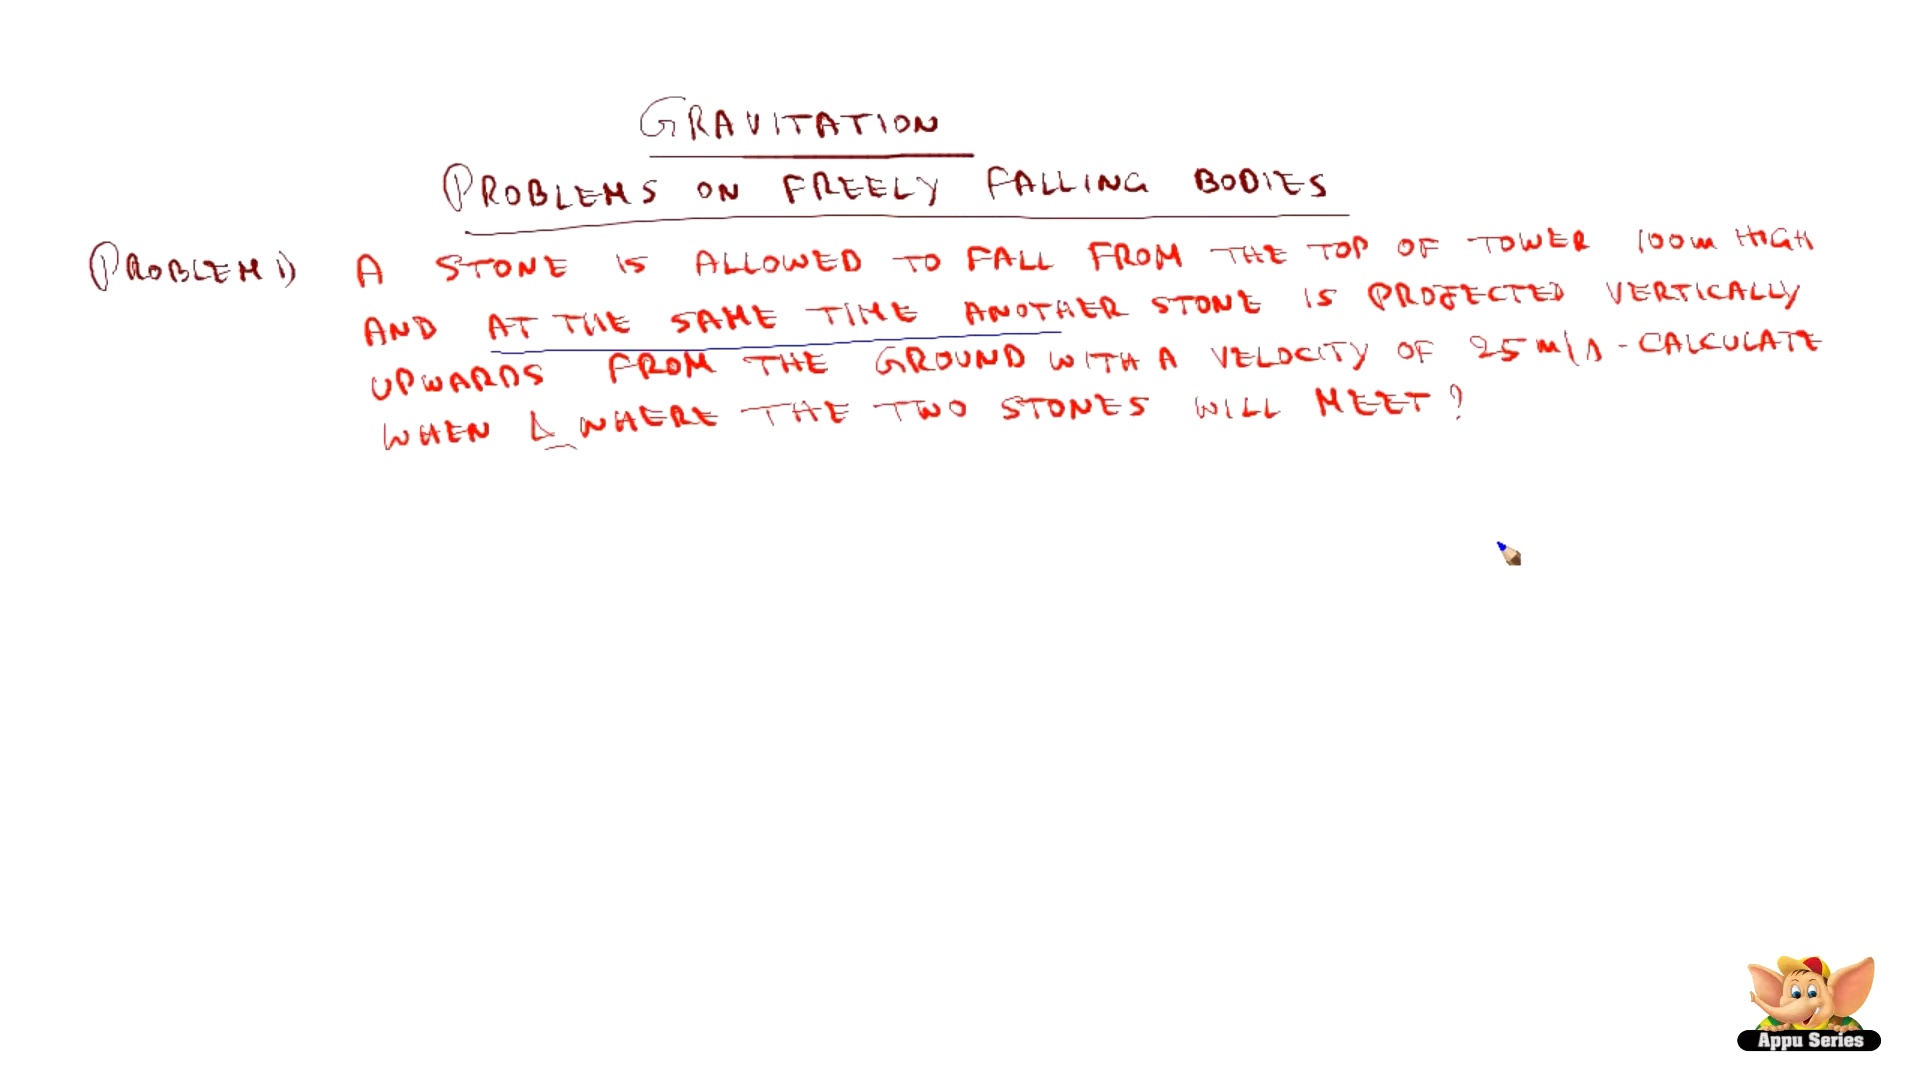 GRAVITATION
PROBLEMS ON FREELY FALLING BODIES
PROBLEM 1) A STONE IS ALLOWED TO FALL FROM THE TOP OF TOWER 100m HIGH
AND AT THE SAME TIME ANOTHER STONE IS PROJECTED VERTICALLY
UPWARDS FROM THE GROUND WITH A VELOCITY OF 25 m/s - CALCULATE
WHEN & WHERE THE TWO STONES WILL MEET?
Appu Series